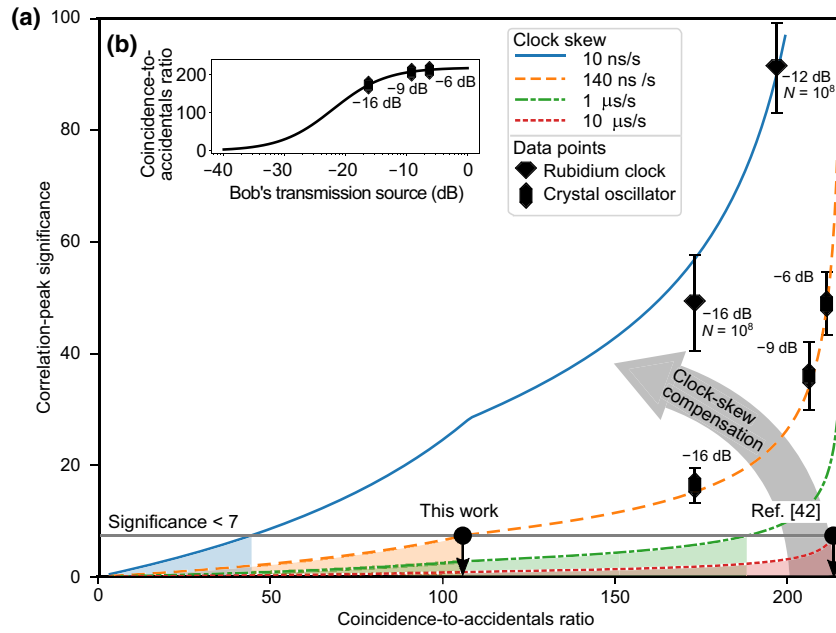 (a)
100
80
60
40
20
0
Correlation-peak significance
0
50
100
150
200
Coincidence-to-accidentals ratio
(b)
200
100
0
Coincidence-to-
accidentals ratio
−40
−30
−20
−10
0
Bob's transmission source (dB)
−16 dB
−9 dB
−6 dB
Clock skew
10 ns/s
140 ns /s
1 μs/s
10 μs/s
Data points
Rubidium clock
Crystal oscillator
−12 dB
N = 10⁸
−16 dB
N = 10⁸
−6 dB
−9 dB
−16 dB
Clock-skew
compensation
Significance < 7
This work
Ref. [42]